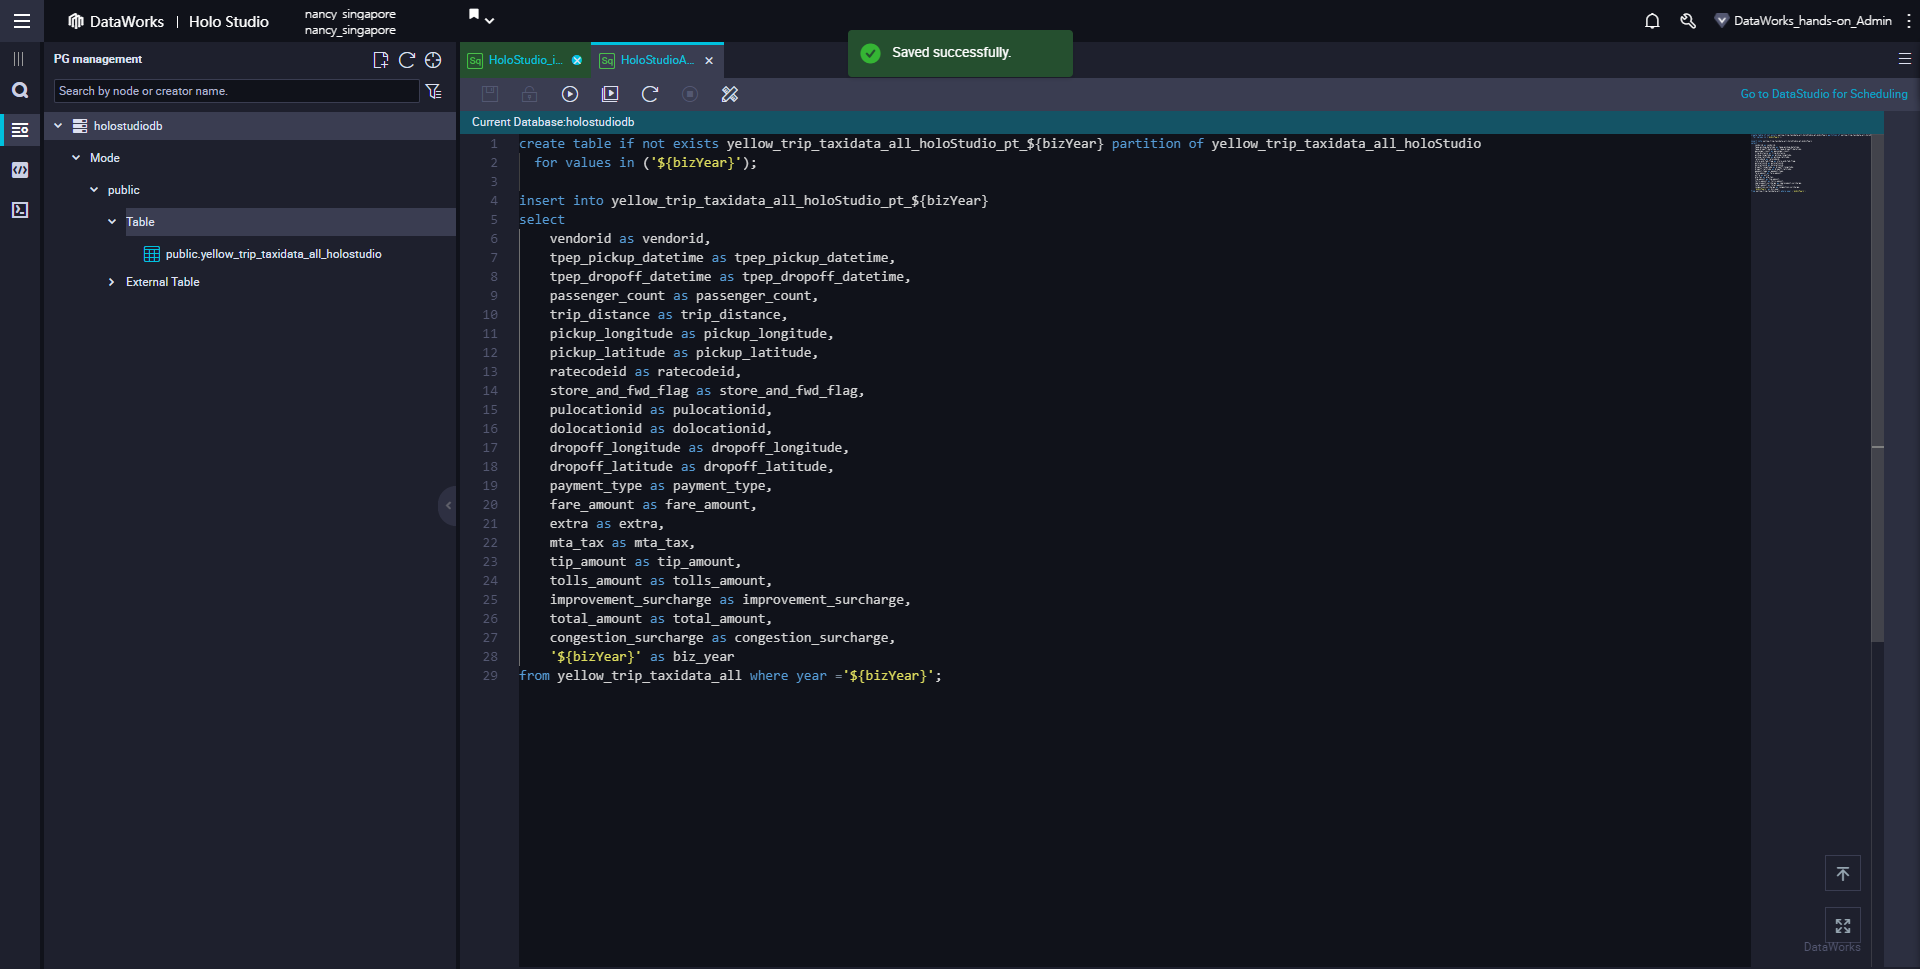 DataWorks | Holo Studio
nancy_singapore
nancy_singapore
DataWorks_hands-on_Admin
PG management
Search by node or creator name.
holostudiodb
Mode
public
Table
public.yellow_trip_taxidata_all_holostudio
External Table
Sq HoloStudio_i...
Sq HoloStudioA...
Saved successfully.
Go to DataStudio for Scheduling
Current Database:holostudiodb
1 create table if not exists yellow_trip_taxidata_all_holoStudio_pt_${bizYear} partition of yellow_trip_taxidata_all_holoStudio
2 for values in ('${bizYear}');
3
4 insert into yellow_trip_taxidata_all_holoStudio_pt_${bizYear}
5 select
6 vendorid as vendorid,
7 tpep_pickup_datetime as tpep_pickup_datetime,
8 tpep_dropoff_datetime as tpep_dropoff_datetime,
9 passenger_count as passenger_count,
10 trip_distance as trip_distance,
11 pickup_longitude as pickup_longitude,
12 pickup_latitude as pickup_latitude,
13 ratecodeid as ratecodeid,
14 store_and_fwd_flag as store_and_fwd_flag,
15 pulocationid as pulocationid,
16 dolocationid as dolocationid,
17 dropoff_longitude as dropoff_longitude,
18 dropoff_latitude as dropoff_latitude,
19 payment_type as payment_type,
20 fare_amount as fare_amount,
21 extra as extra,
22 mta_tax as mta_tax,
23 tip_amount as tip_amount,
24 tolls_amount as tolls_amount,
25 improvement_surcharge as improvement_surcharge,
26 total_amount as total_amount,
27 congestion_surcharge as congestion_surcharge,
28 '${bizYear}' as biz_year
29 from yellow_trip_taxidata_all where year ='${bizYear}';
DataWorks